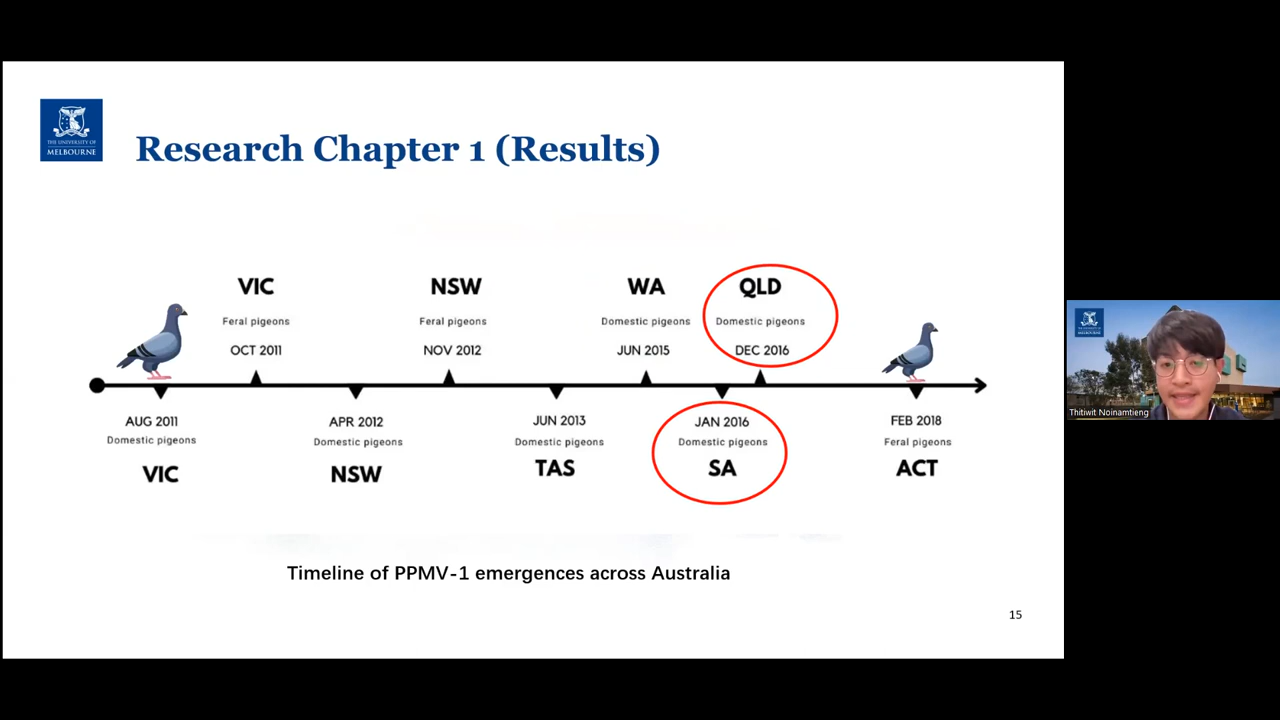 THE UNIVERSITY OF
MELBOURNE
Research Chapter 1 (Results)
VIC
Feral pigeons
OCT 2011
NSW
Feral pigeons
NOV 2012
WA
Domestic pigeons
JUN 2015
QLD
Domestic pigeons
DEC 2016
AUG 2011
Domestic pigeons
VIC
APR 2012
Domestic pigeons
NSW
JUN 2013
Domestic pigeons
TAS
JAN 2016
Domestic pigeons
SA
FEB 2018
Feral pigeons
ACT
Timeline of PPMV-1 emergences across Australia
15
Thitiwit Noinamtieng